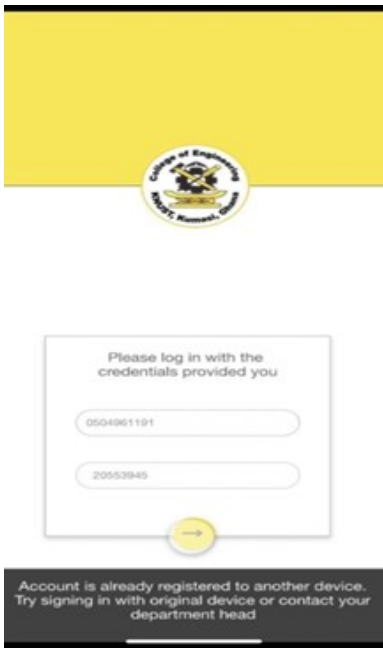 College of Engineering
KNUST, Kumasi, Ghana
Please log in with the
credentials provided you
0504961191
20553945
Account is already registered to another device.
Try signing in with original device or contact your
department head